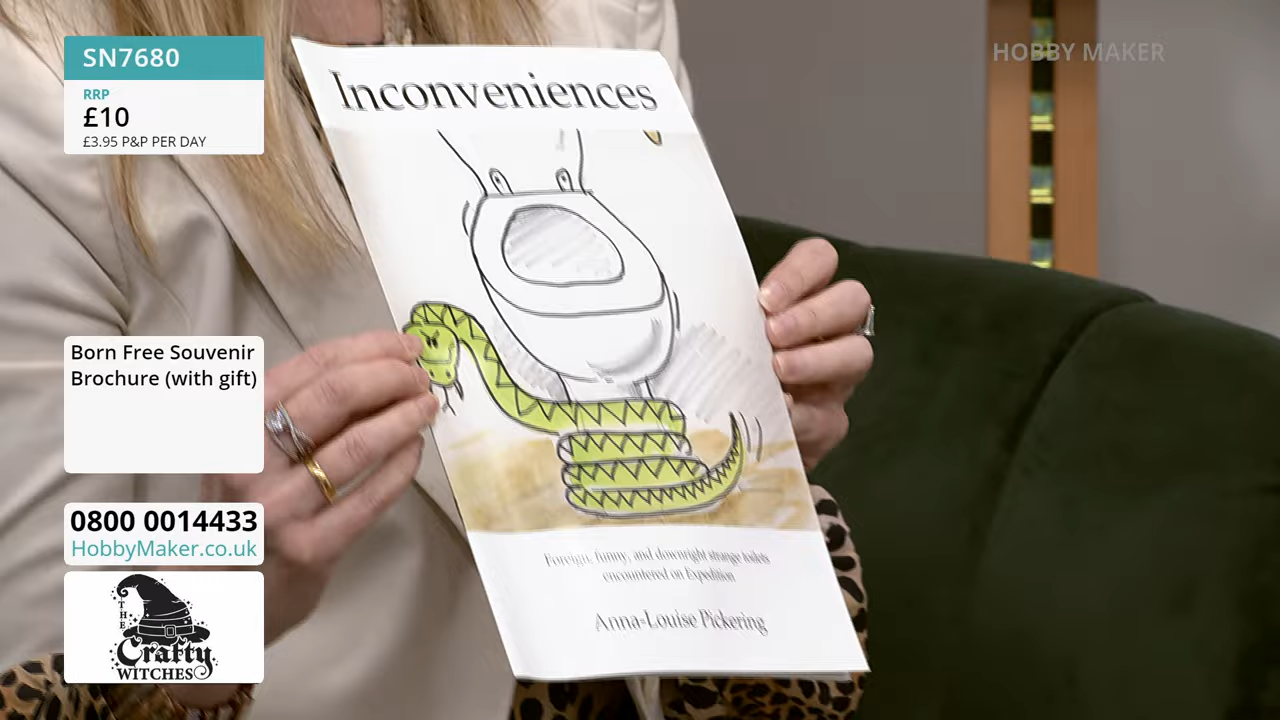 SN7680
RRP
£10
£3.95 P&P PER DAY
HOBBY MAKER
Inconveniences
Born Free Souvenir
Brochure (with gift)
0800 0014433
HobbyMaker.co.uk
THE
Crafty
WITCHES
Foreign, funny, and downright strange toilets
encountered on Expedition
Anna-Louise Pickering